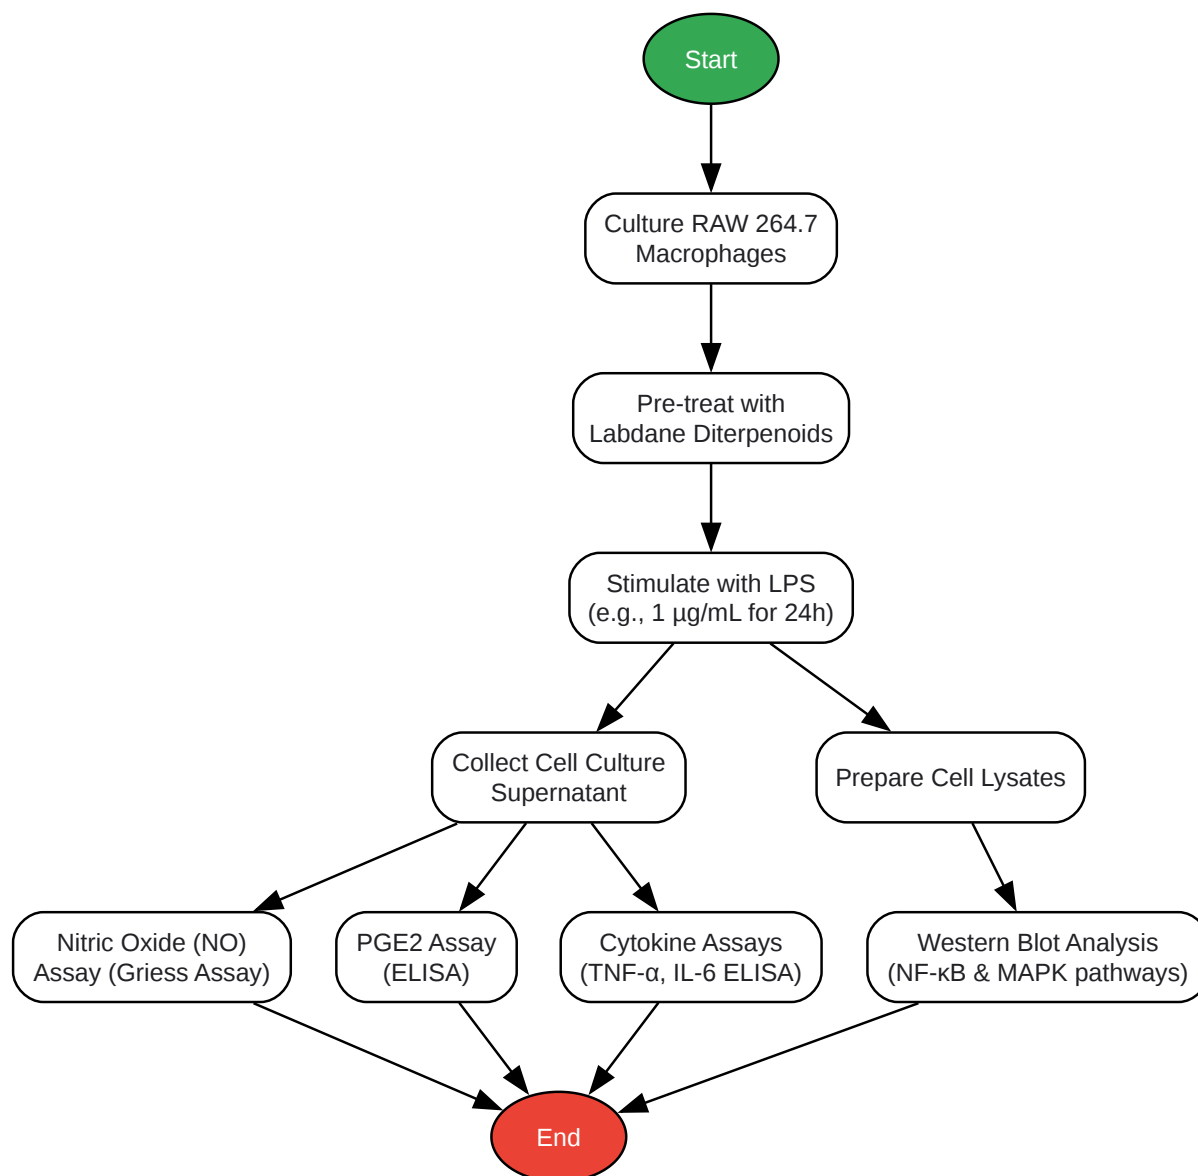 Start
Culture RAW 264.7
Macrophages
Pre-treat with
Labdane Diterpenoids
Stimulate with LPS
(e.g., 1 µg/mL for 24h)
Collect Cell Culture
Supernatant
Prepare Cell Lysates
Nitric Oxide (NO)
Assay (Griess Assay)
PGE2 Assay
(ELISA)
Cytokine Assays
(TNF-α, IL-6 ELISA)
Western Blot Analysis
(NF-κB & MAPK pathways)
End